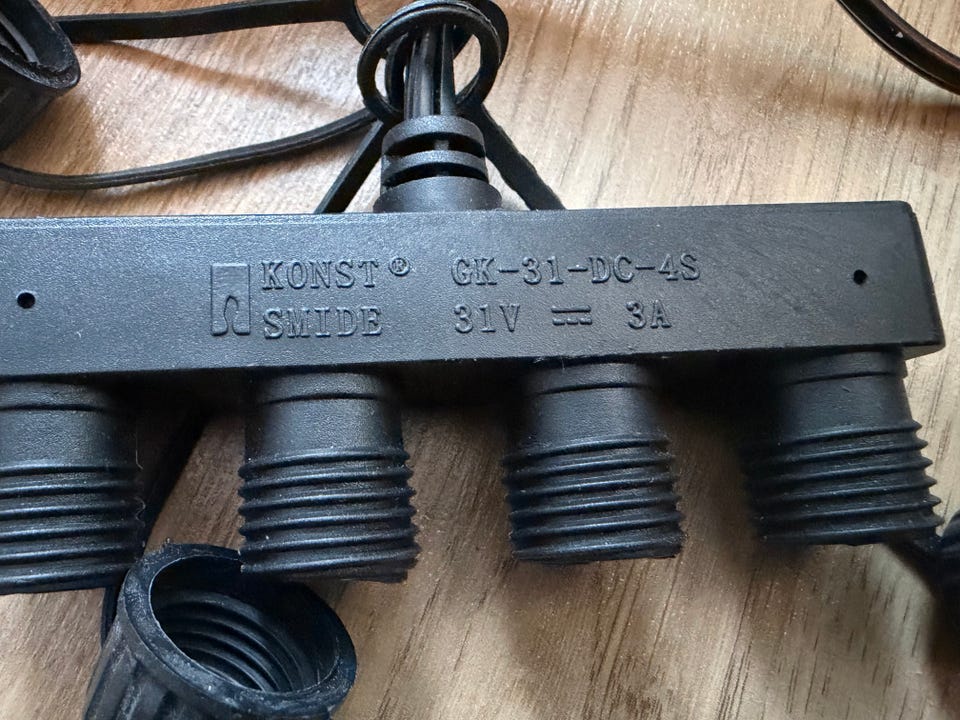 KONST® GK-31-DC-4S
SMIDE 31V ⎓ 3A